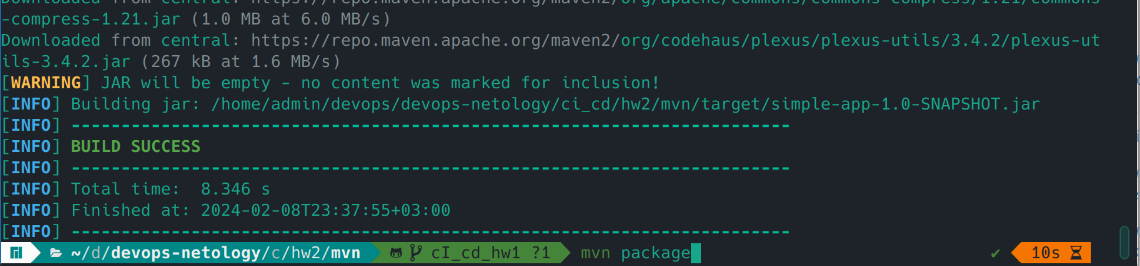 Downloaded from central: https://repo.maven.apache.org/maven2/org/apache/commons/commons-compress/1.21/commons
-compress-1.21.jar (1.0 MB at 6.0 MB/s)
Downloaded from central: https://repo.maven.apache.org/maven2/org/codehaus/plexus/plexus-utils/3.4.2/plexus-ut
ils-3.4.2.jar (267 kB at 1.6 MB/s)
[WARNING] JAR will be empty - no content was marked for inclusion!
[INFO] Building jar: /home/admin/devops/devops-netology/ci_cd/hw2/mvn/target/simple-app-1.0-SNAPSHOT.jar
[INFO] ------------------------------------------------------------------------
[INFO] BUILD SUCCESS
[INFO] ------------------------------------------------------------------------
[INFO] Total time:  8.346 s
[INFO] Finished at: 2024-02-08T23:37:55+03:00
[INFO] ------------------------------------------------------------------------
~/d/devops-netology/c/hw2/mvn cI_cd_hw1 ?1 mvn package ✔ 10s